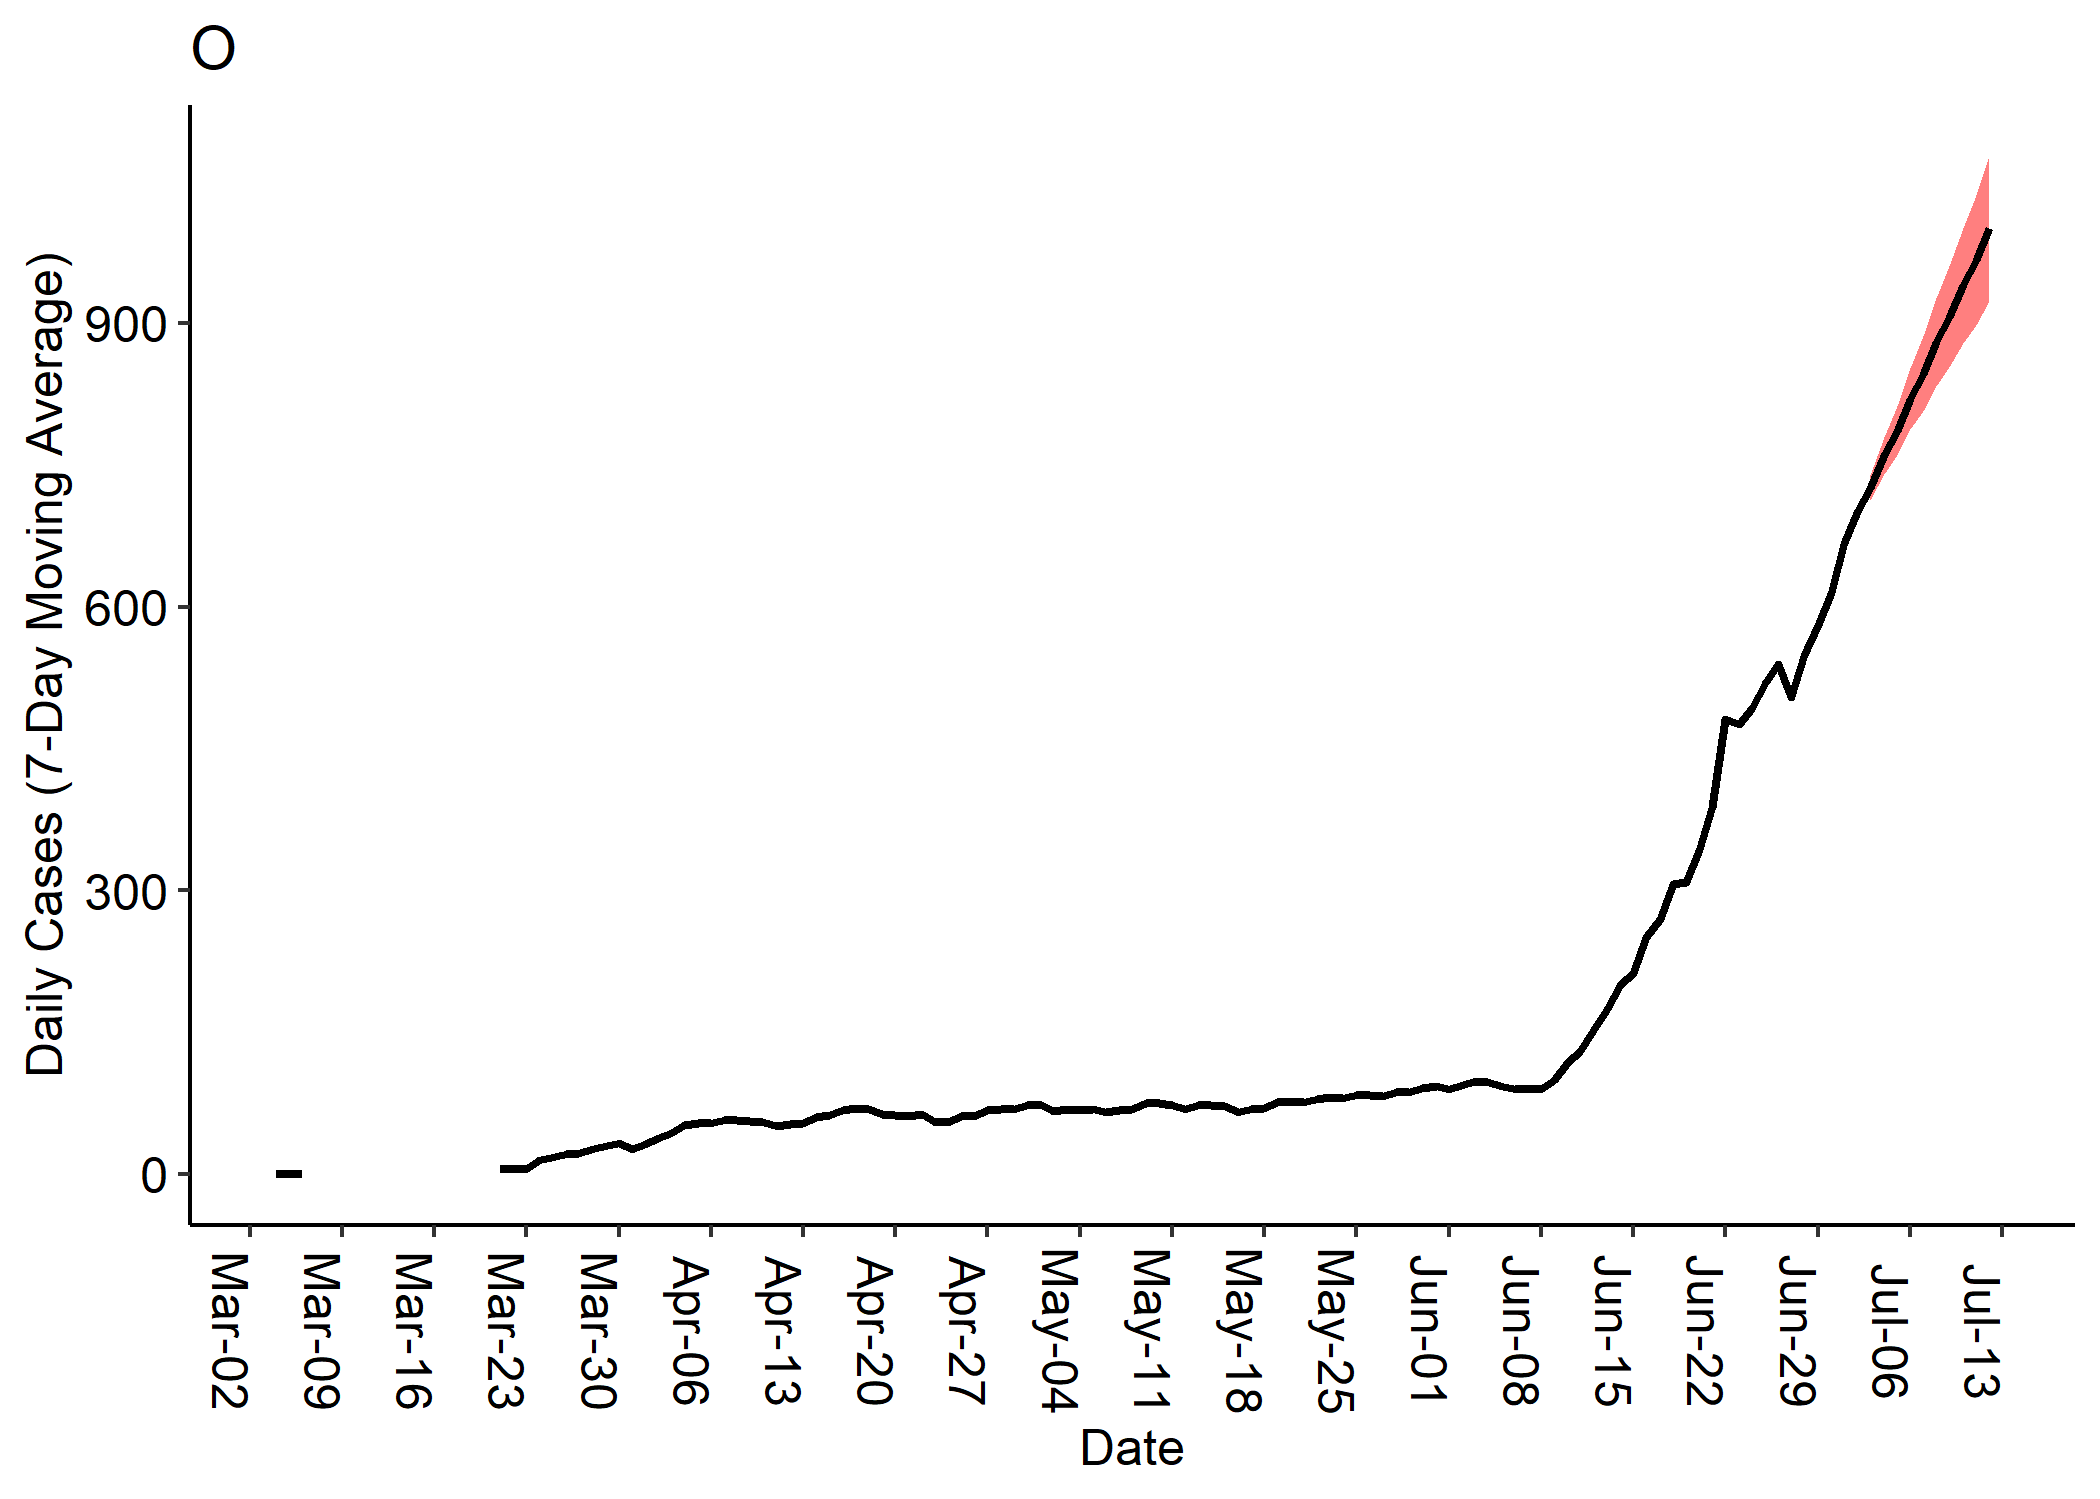 O
Daily Cases (7-Day Moving Average)
900
600
300
0
Mar-02
Mar-09
Mar-16
Mar-23
Mar-30
Apr-06
Apr-13
Apr-20
Apr-27
May-04
May-11
May-18
May-25
Jun-01
Jun-08
Jun-15
Jun-22
Jun-29
Jul-06
Jul-13
Date